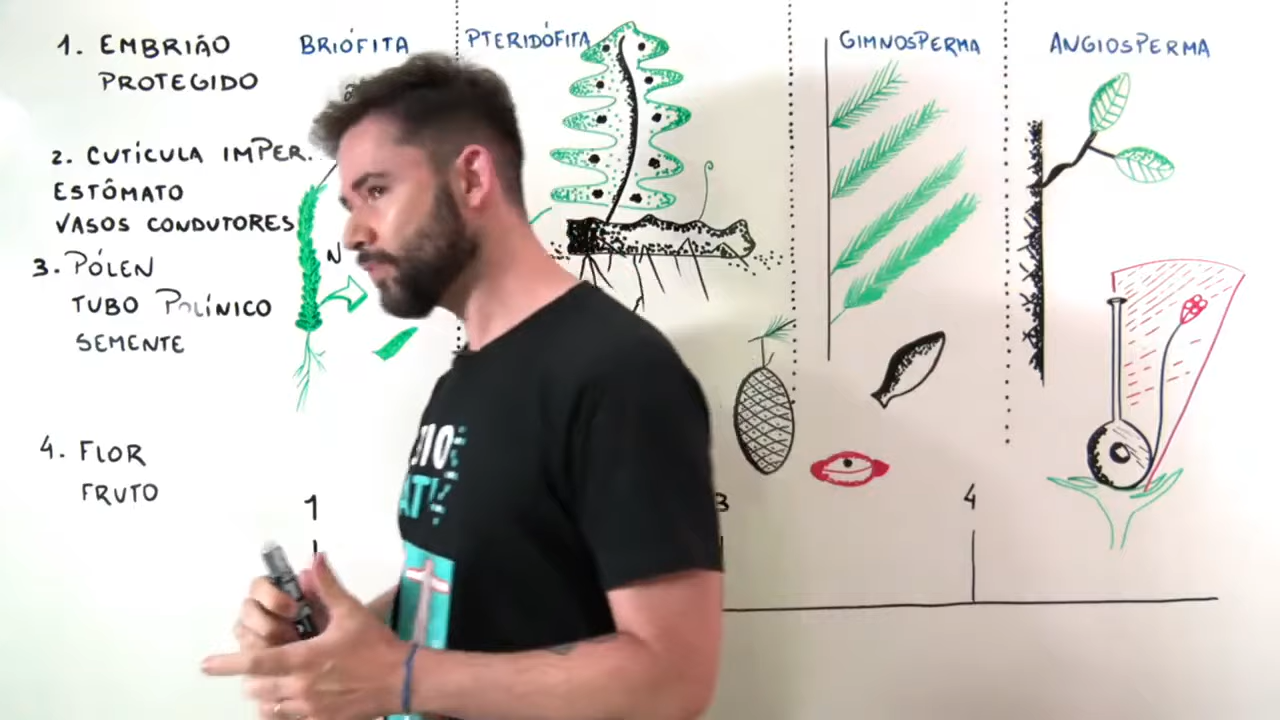 1. EMBRIÃO
PROTEGIDO
2. CUTÍCULA IMPER.
ESTÔMATO
VASOS CONDUTORES
3. PÓLEN
TUBO POLÍNICO
SEMENTE
4. FLOR
FRUTO
BRIÓFITA
N
1
PTERIDÓFITA
3
GIMNOSPERMA
4
ANGIOSPERMA